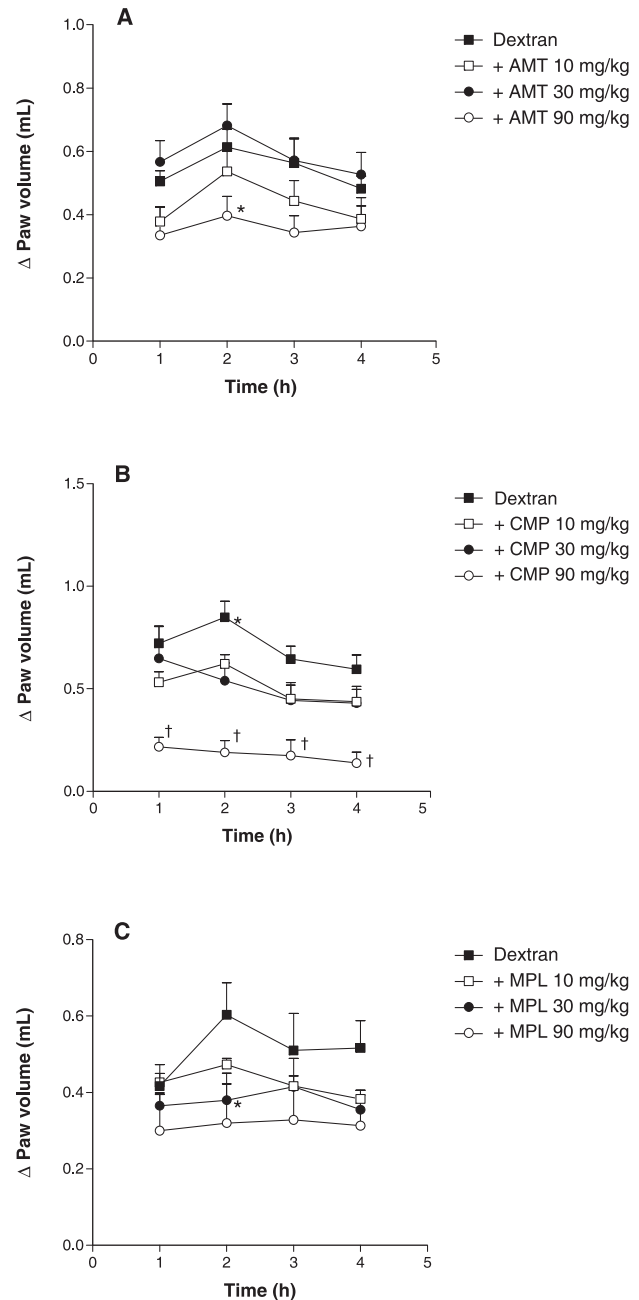 A
1.0
0.8
0.6
0.4
0.2
0.0
0
1
2
3
4
5
*
Δ Paw volume (mL)
Time (h)
Dextran
+ AMT 10 mg/kg
+ AMT 30 mg/kg
+ AMT 90 mg/kg
B
1.5
1.0
0.5
0.0
0
1
2
3
4
5
*
†
†
†
†
Δ Paw volume (mL)
Time (h)
Dextran
+ CMP 10 mg/kg
+ CMP 30 mg/kg
+ CMP 90 mg/kg
C
0.8
0.6
0.4
0.2
0.0
0
1
2
3
4
5
*
Δ Paw volume (mL)
Time (h)
Dextran
+ MPL 10 mg/kg
+ MPL 30 mg/kg
+ MPL 90 mg/kg